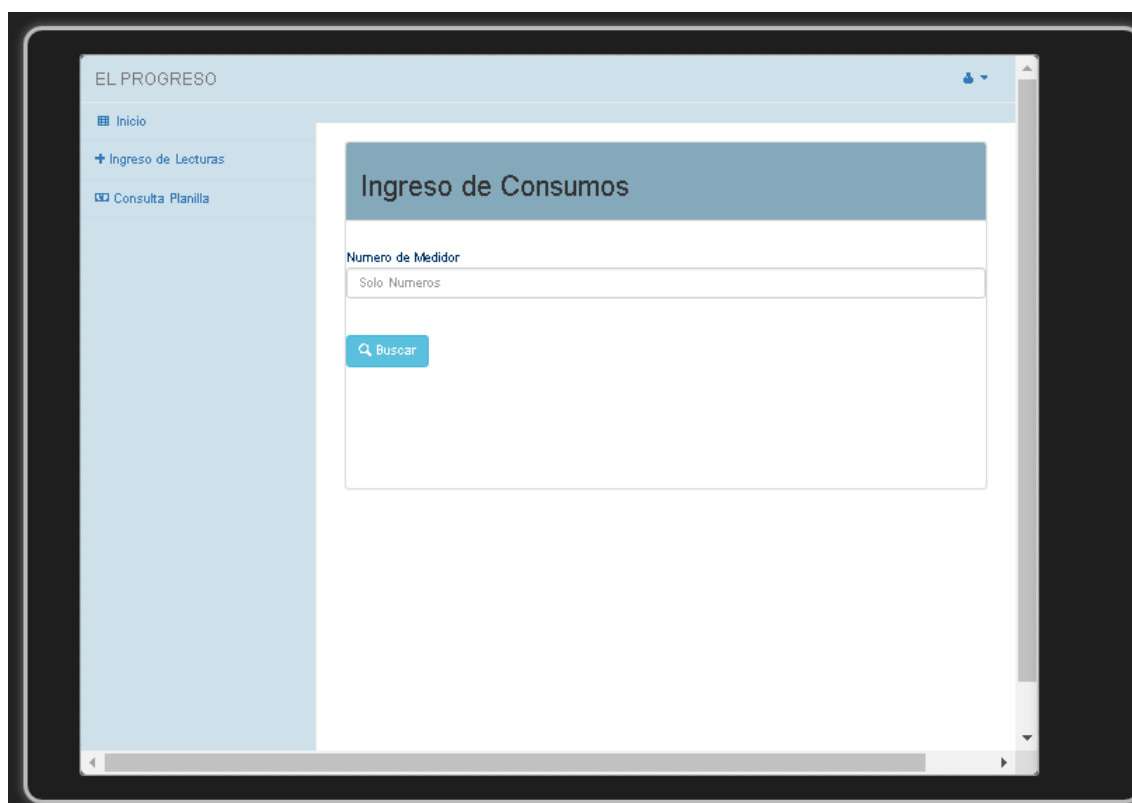 EL PROGRESO
Inicio
Ingreso de Lecturas
Consulta Planilla
Ingreso de Consumos
Numero de Medidor
Solo Numeros
Buscar